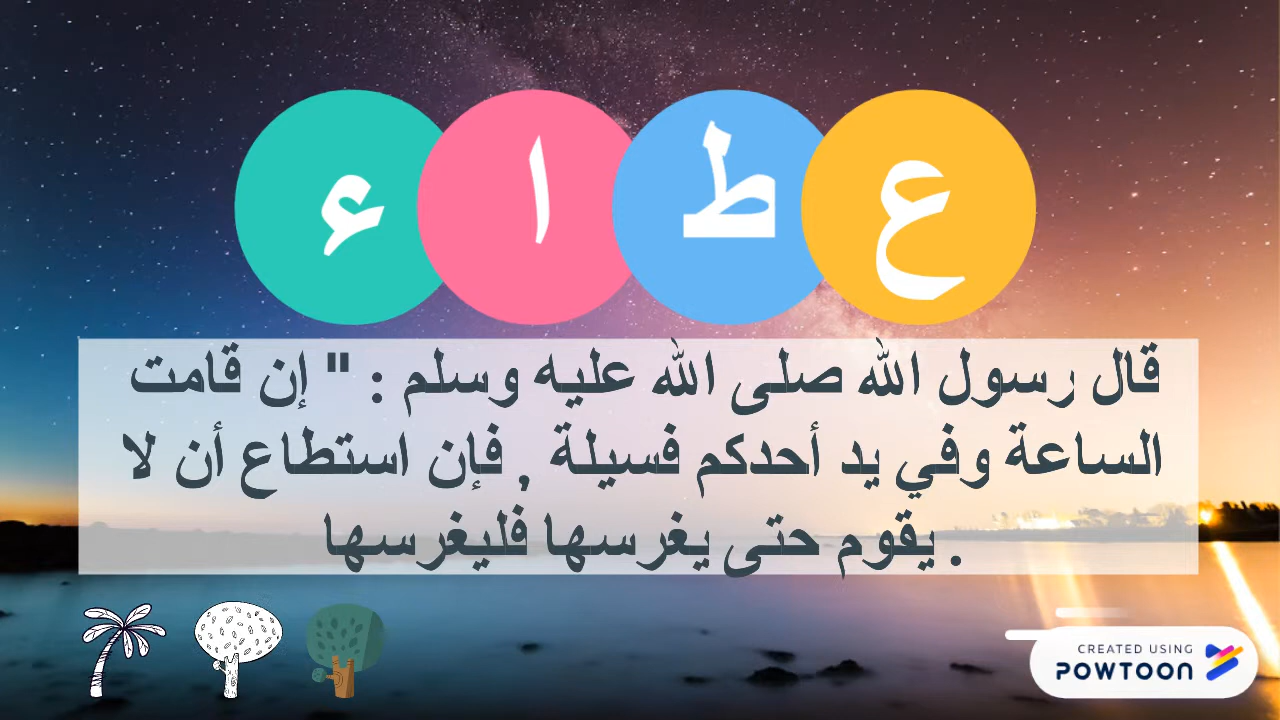 عطاء
قال رسول الله صلى الله عليه وسلم : " إن قامت
الساعة وفي يد أحدكم فسيلة , فإن استطاع أن لا
. يقوم حتى يغرسها فليغرسها
CREATED USING
POWTOON